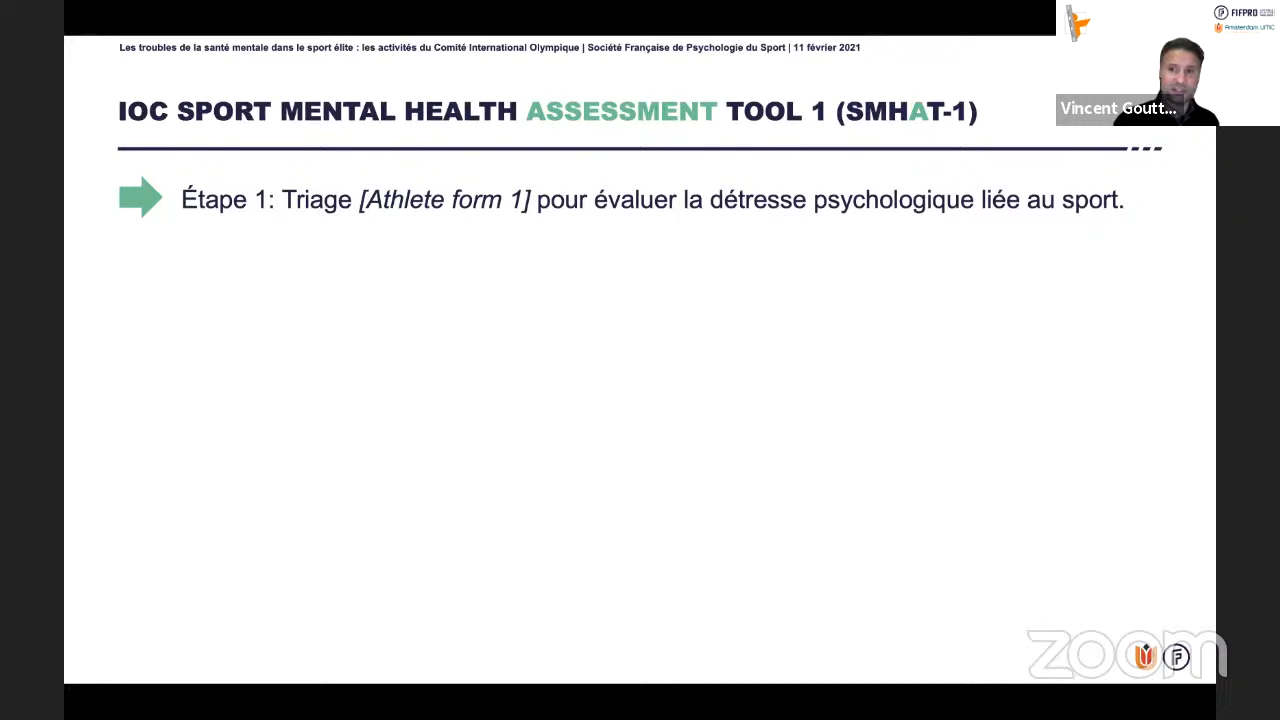 Les troubles de la santé mentale dans le sport élite : les activités du Comité International Olympique | Société Française de Psychologie du Sport | 11 février 2021
IOC SPORT MENTAL HEALTH ASSESSMENT TOOL 1 (SMHAT-1)
Étape 1: Triage [Athlete form 1] pour évaluer la détresse psychologique liée au sport.
FIFPRO
Amsterdam UMC
Vincent Goutt...
zoom